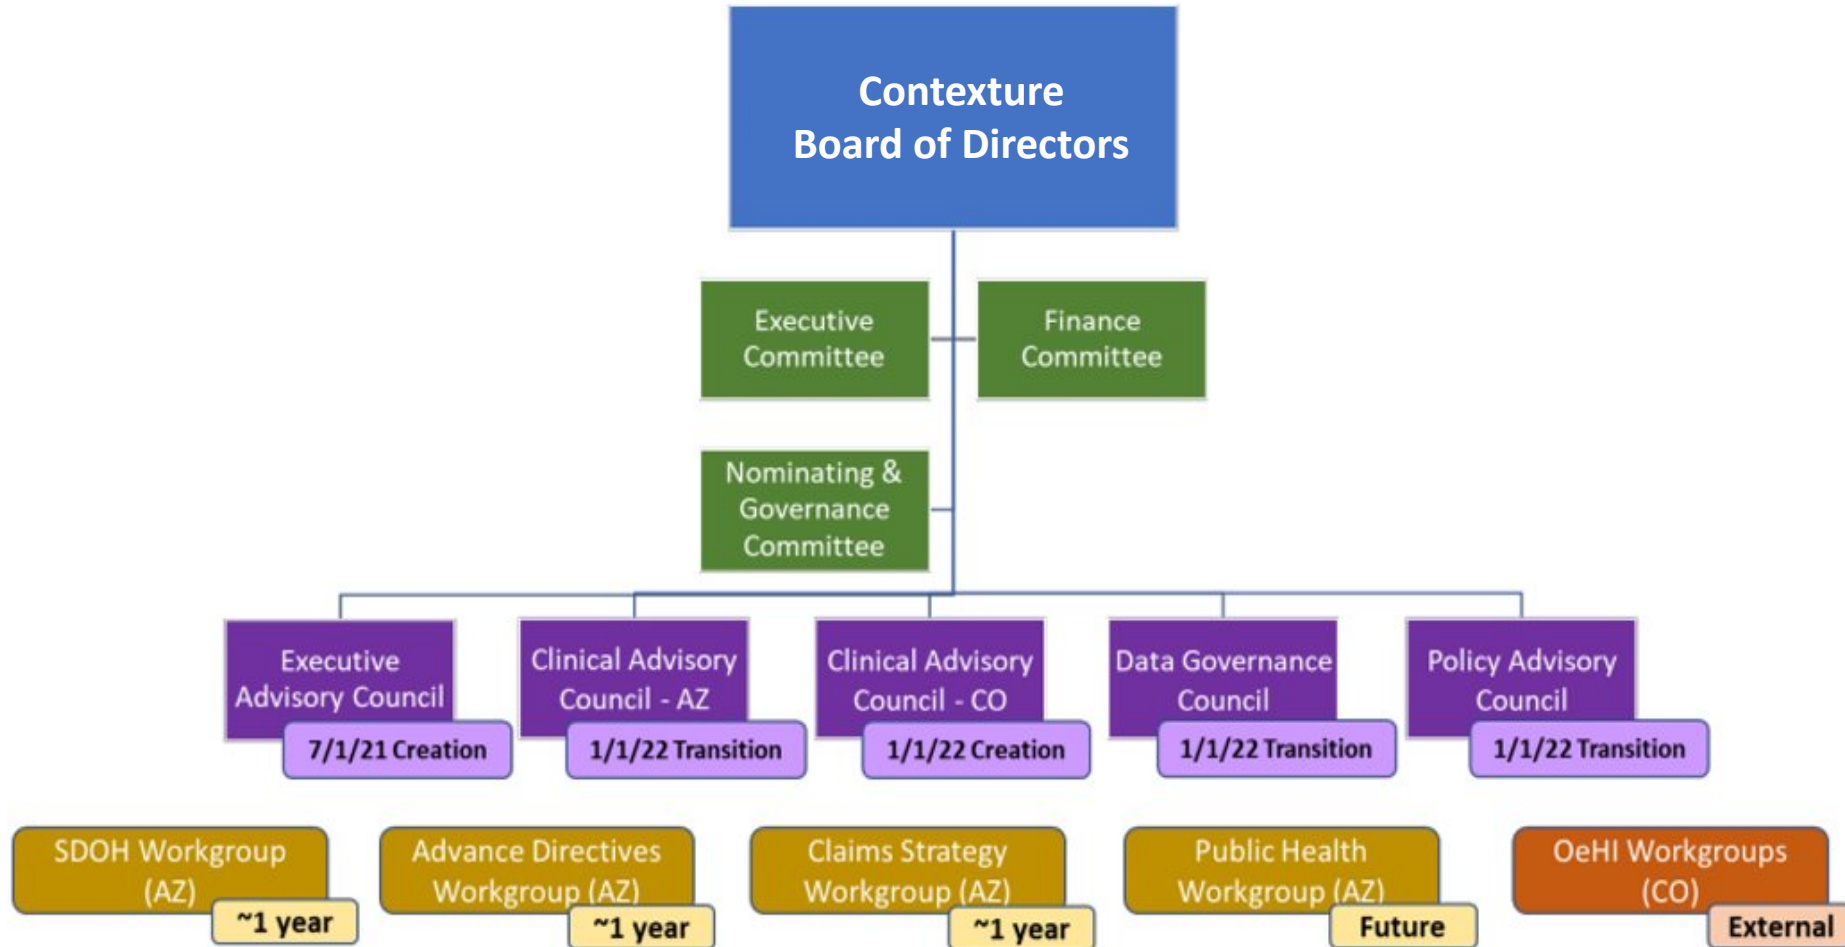 Contexture
Board of Directors
Executive
Committee
Finance
Committee
Nominating &
Governance
Committee
Executive
Advisory Council
7/1/21 Creation
Clinical Advisory
Council - AZ
1/1/22 Transition
Clinical Advisory
Council - CO
1/1/22 Creation
Data Governance
Council
1/1/22 Transition
Policy Advisory
Council
1/1/22 Transition
SDOH Workgroup
(AZ)
~1 year
Advance Directives
Workgroup (AZ)
~1 year
Claims Strategy
Workgroup (AZ)
~1 year
Public Health
Workgroup (AZ)
Future
OeHI Workgroups
(CO)
External